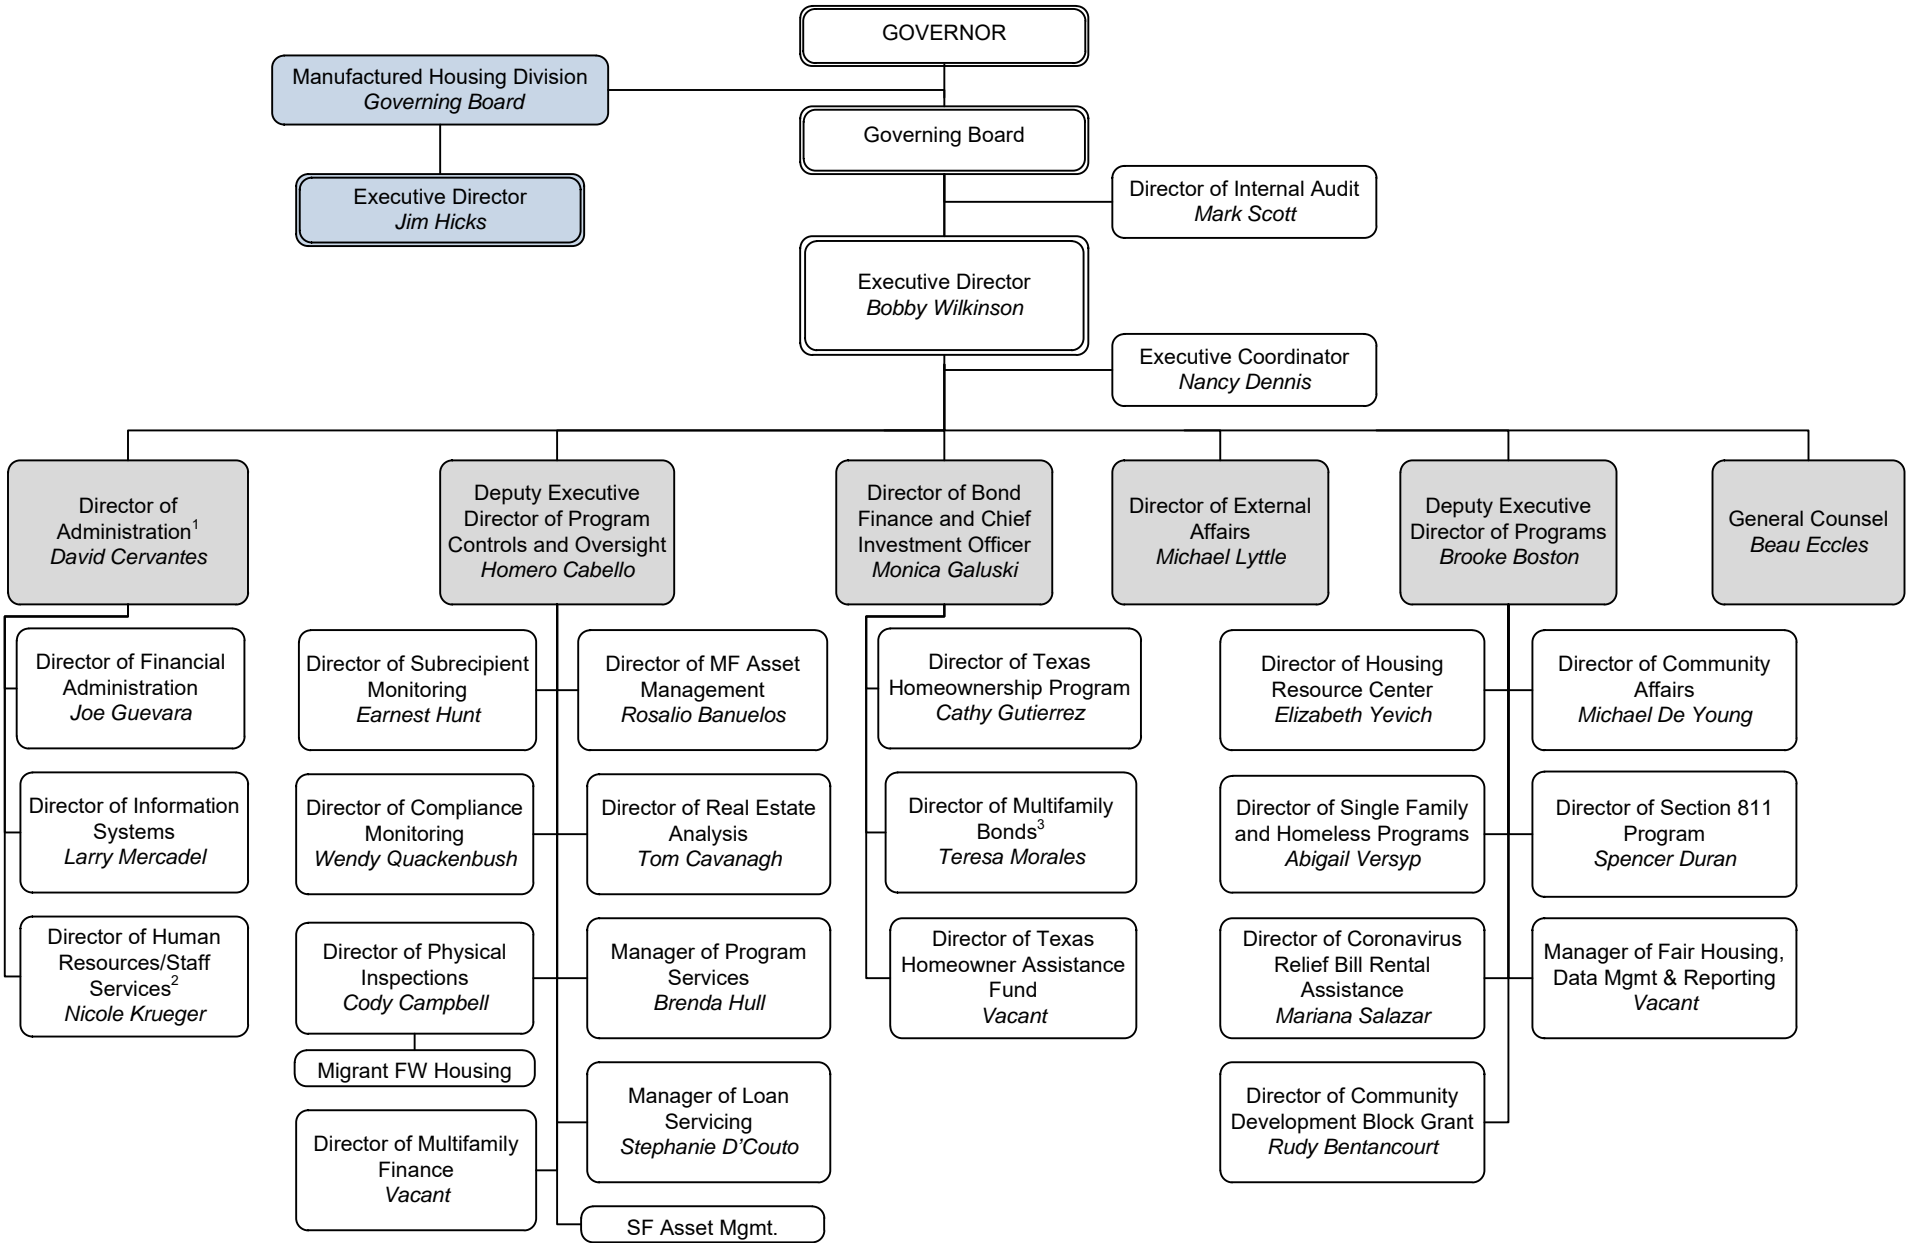 GOVERNOR
Manufactured Housing Division
Governing Board
Governing Board
Executive Director
Jim Hicks
Director of Internal Audit
Mark Scott
Executive Director
Bobby Wilkinson
Executive Coordinator
Nancy Dennis
Director of
Administration1
David Cervantes
Deputy Executive
Director of Program
Controls and Oversight
Homero Cabello
Director of Bond
Finance and Chief
Investment Officer
Monica Galuski
Director of External
Affairs
Michael Lyttle
Deputy Executive
Director of Programs
Brooke Boston
General Counsel
Beau Eccles
Director of Financial
Administration
Joe Guevara
Director of Subrecipient
Monitoring
Earnest Hunt
Director of MF Asset
Management
Rosalio Banuelos
Director of Texas
Homeownership Program
Cathy Gutierrez
Director of Housing
Resource Center
Elizabeth Yevich
Director of Community
Affairs
Michael De Young
Director of Information
Systems
Larry Mercadel
Director of Compliance
Monitoring
Wendy Quackenbush
Director of Real Estate
Analysis
Tom Cavanagh
Director of Multifamily
Bonds3
Teresa Morales
Director of Single Family
and Homeless Programs
Abigail Versyp
Director of Section 811
Program
Spencer Duran
Director of Human
Resources/Staff
Services2
Nicole Krueger
Director of Physical
Inspections
Cody Campbell
Manager of Program
Services
Brenda Hull
Director of Texas
Homeowner Assistance
Fund
Vacant
Director of Coronavirus
Relief Bill Rental
Assistance
Mariana Salazar
Manager of Fair Housing,
Data Mgmt & Reporting
Vacant
Migrant FW Housing
Manager of Loan
Servicing
Stephanie D’Couto
Director of Community
Development Block Grant
Rudy Bentancourt
Director of Multifamily
Finance
Vacant
SF Asset Mgmt.